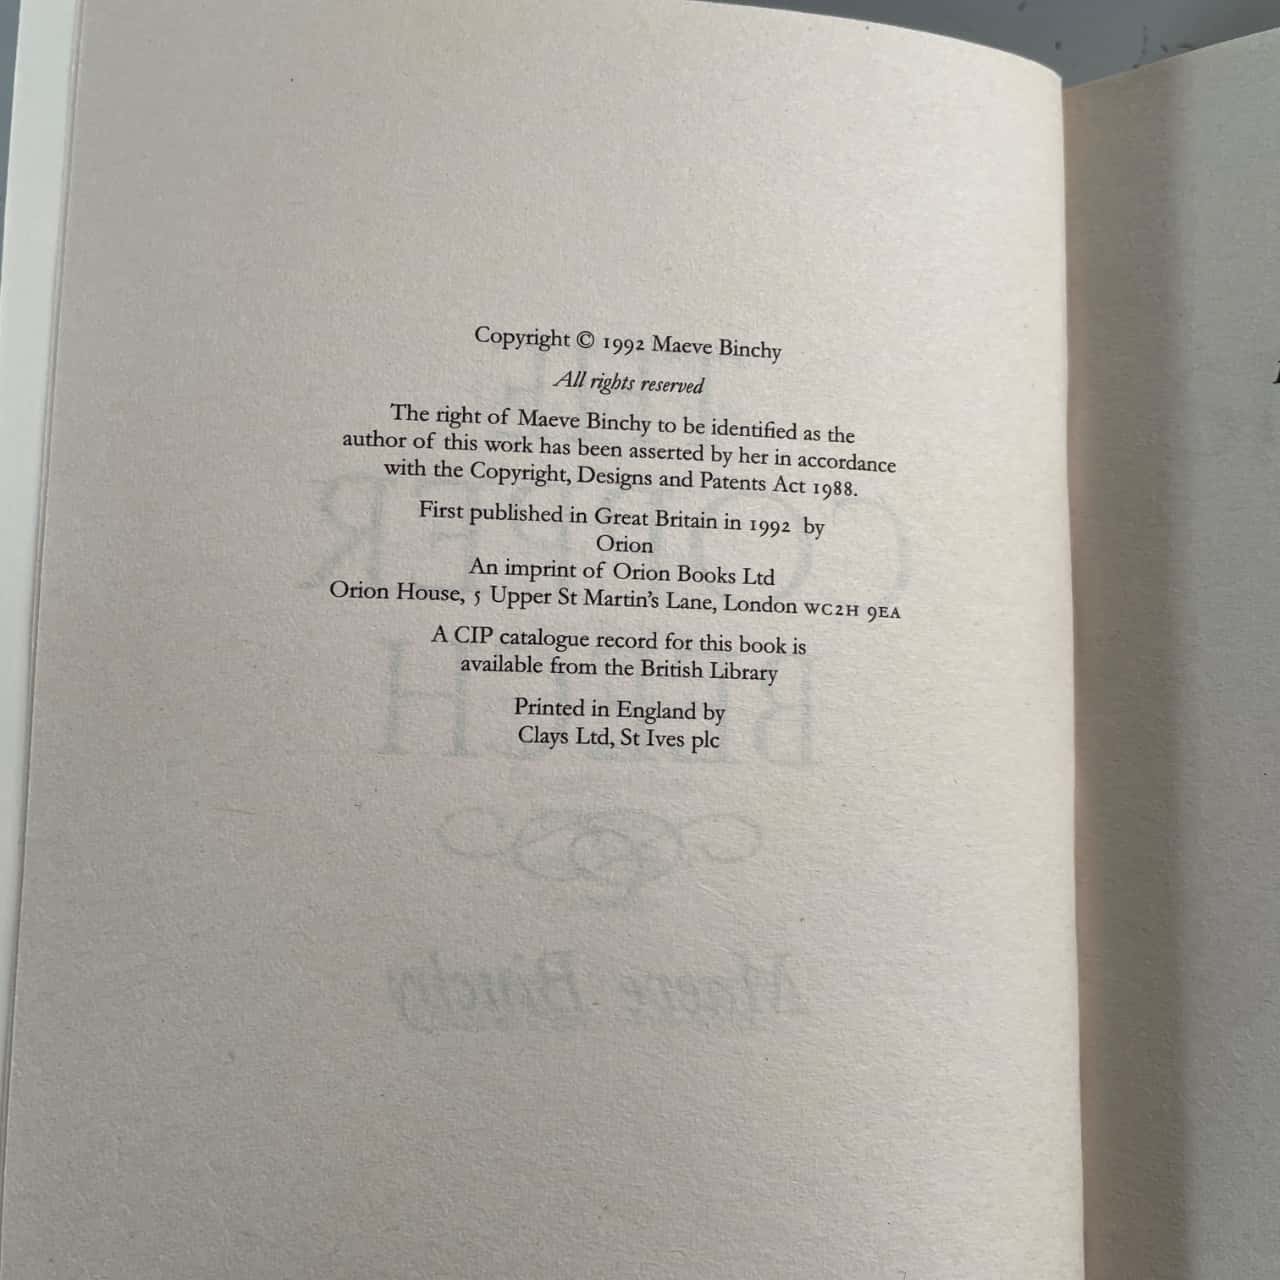 Copyright © 1992 Maeve Binchy
All rights reserved
The right of Maeve Binchy to be identified as the
author of this work has been asserted by her in accordance
with the Copyright, Designs and Patents Act 1988.
First published in Great Britain in 1992 by
Orion
An imprint of Orion Books Ltd
Orion House, 5 Upper St Martin's Lane, London WC2H 9EA
A CIP catalogue record for this book is
available from the British Library
Printed in England by
Clays Ltd, St Ives plc
COPPER
BEECH
Maeve Binchy